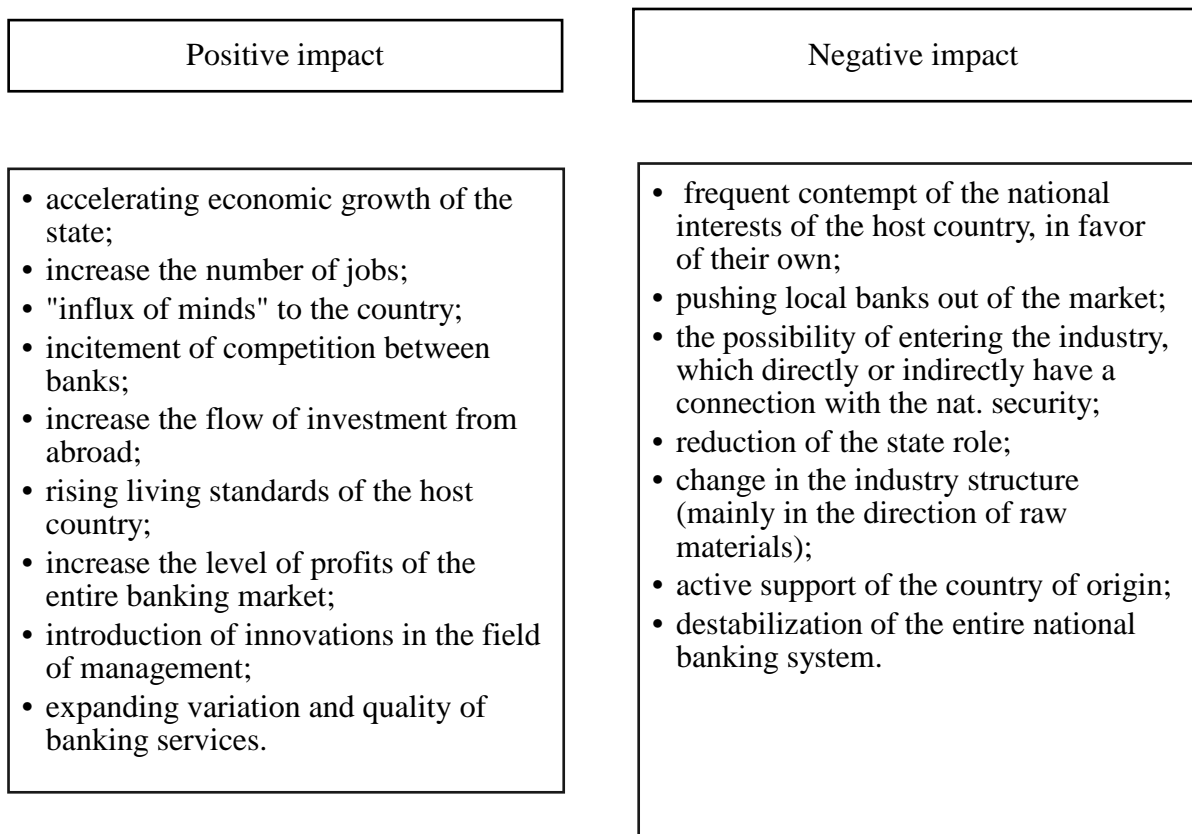 Positive impact
Negative impact
• accelerating economic growth of the
state;
• increase the number of jobs;
• "influx of minds" to the country;
• incitement of competition between
banks;
• increase the flow of investment from
abroad;
• rising living standards of the host
country;
• increase the level of profits of the
entire banking market;
• introduction of innovations in the field
of management;
• expanding variation and quality of
banking services.
• frequent contempt of the national
interests of the host country, in favor
of their own;
• pushing local banks out of the market;
• the possibility of entering the industry,
which directly or indirectly have a
connection with the nat. security;
• reduction of the state role;
• change in the industry structure
(mainly in the direction of raw
materials);
• active support of the country of origin;
• destabilization of the entire national
banking system.